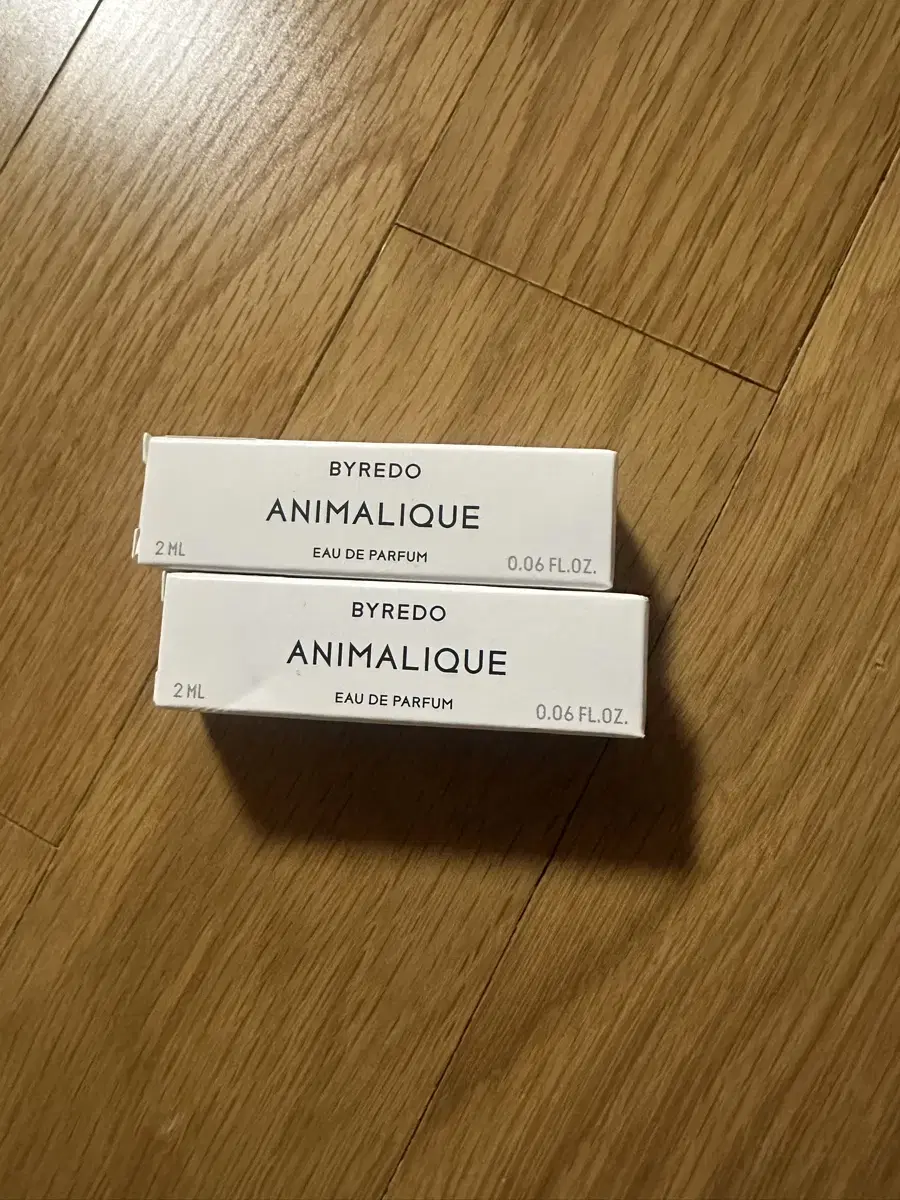 BYREDO
ANIMALIQUE
EAU DE PARFUM
2 ML
0.06 FL.OZ.
BYREDO
ANIMALIQUE
EAU DE PARFUM
2 ML
0.06 FL.OZ.